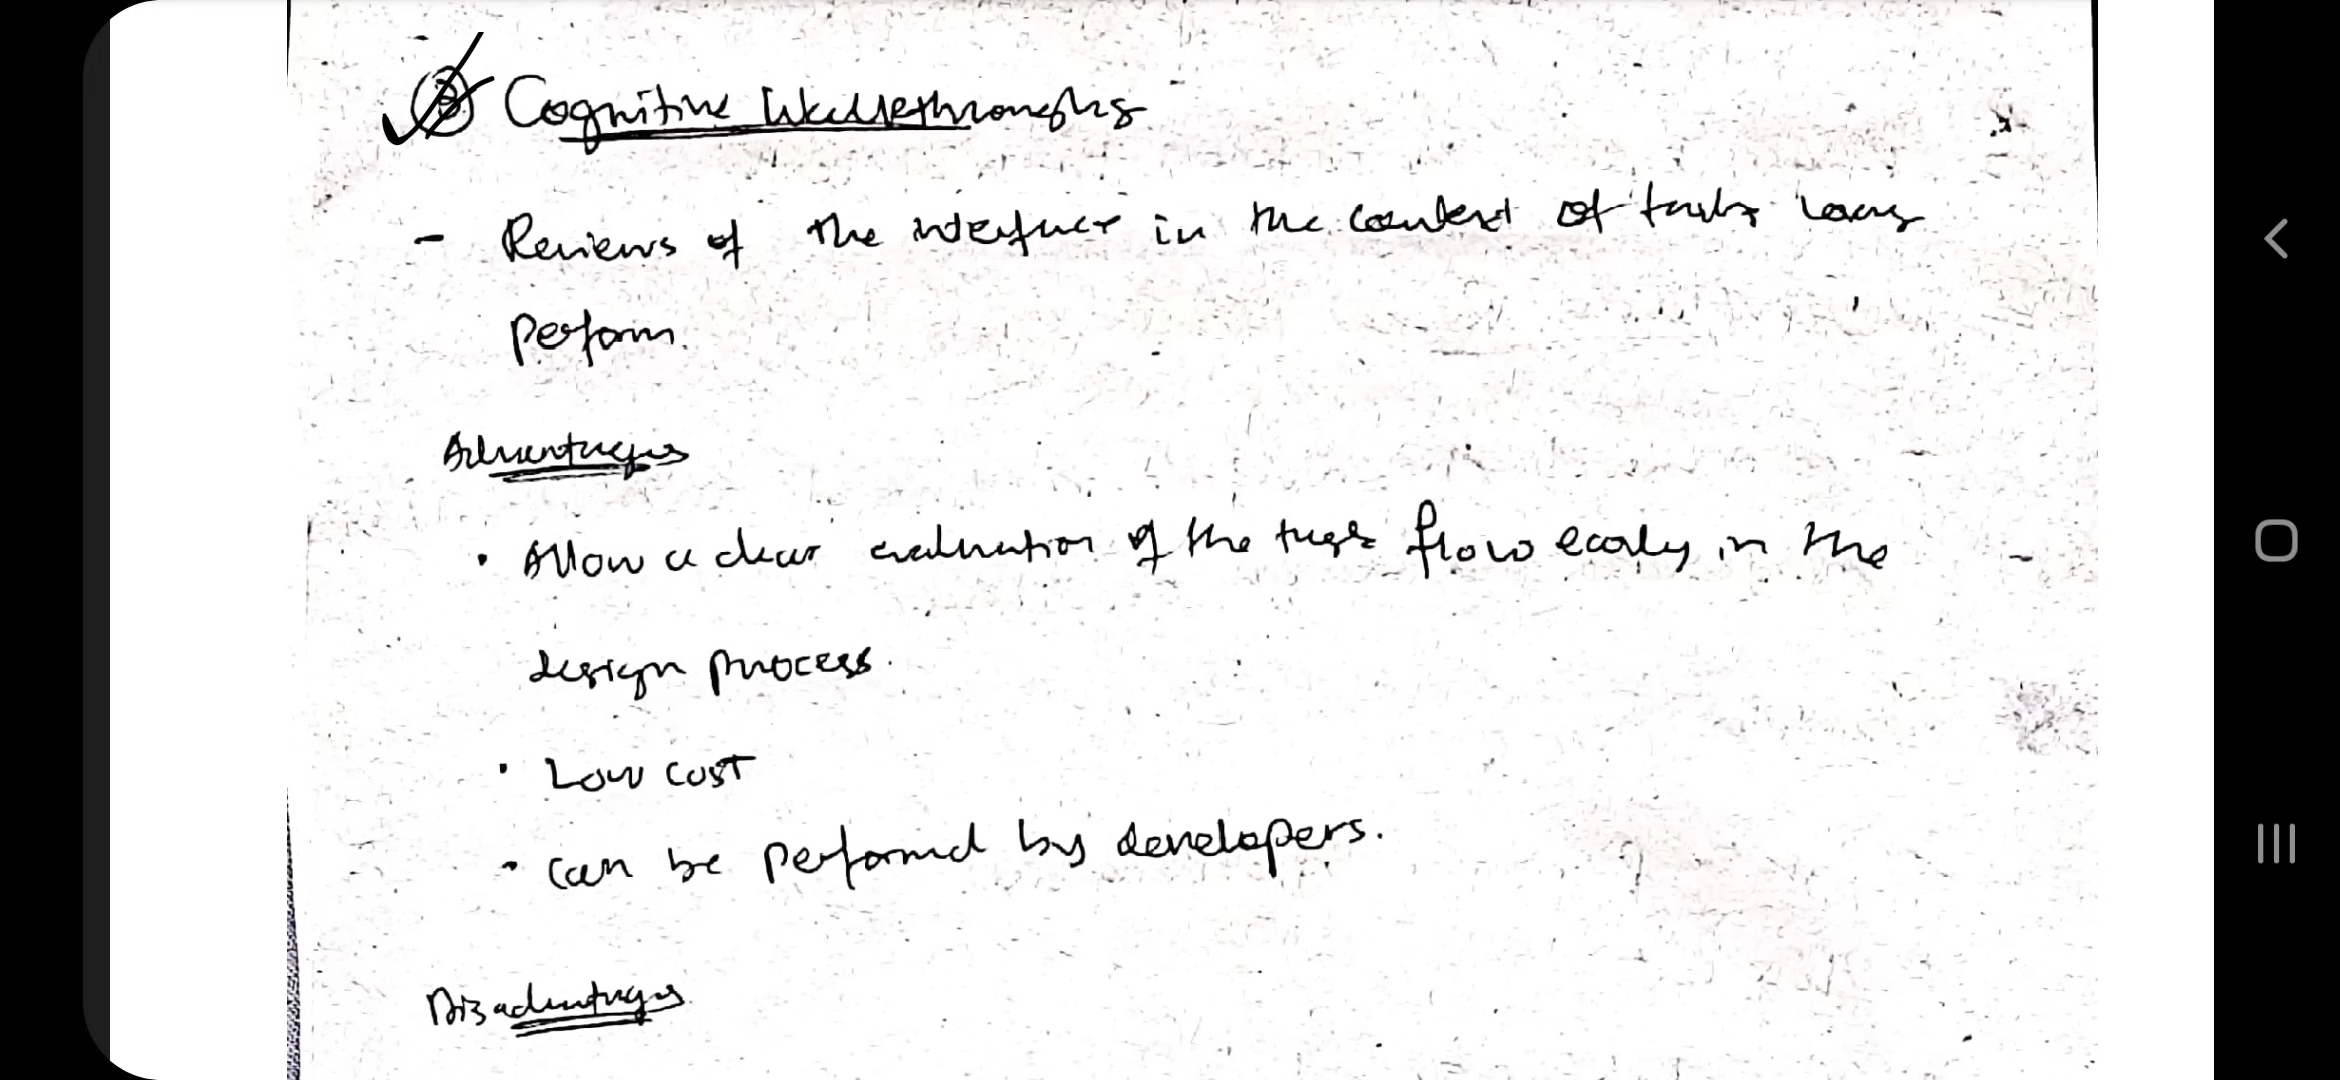 Cognitive Walkthroughs
- Reviews of the interface in the context of tasks users
perform.
Advantages
• Allow a clear evaluation of the task flow early in the
design process.
• Low cost
• can be performed by developers.
Disadvantages